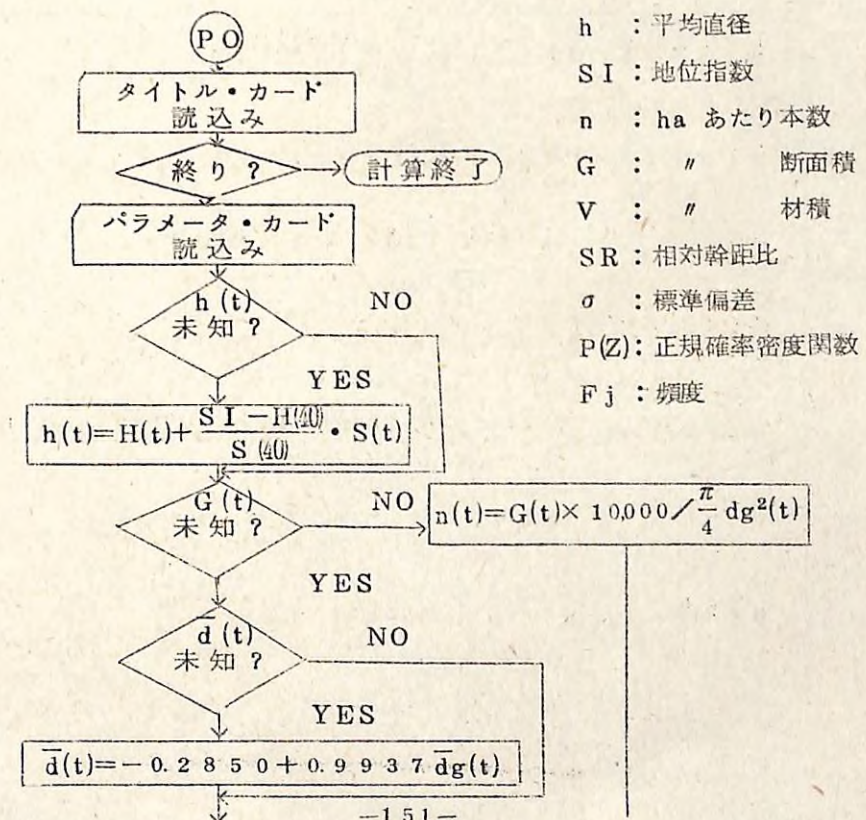 PO
タイトル・カード
読込み
終り？
計算終了
パラメータ・カード
読込み
h(t)
未知？
NO
YES
h(t)=H(t)+ SI-H(40) / S(40) ・S(t)
G(t)
未知？
NO
n(t)=G(t)×10,000／π/4 dg²(t)
YES
d̄(t)
未知？
NO
YES
d̄(t)=-0.2850+0.9937d̄g(t)
-151-
h ：平均直径
SI：地位指数
n ：ha あたり本数
G ： 〃 断面積
V ： 〃 材積
SR：相対幹距比
σ ：標準偏差
P(Z)：正規確率密度関数
Fj：頻度